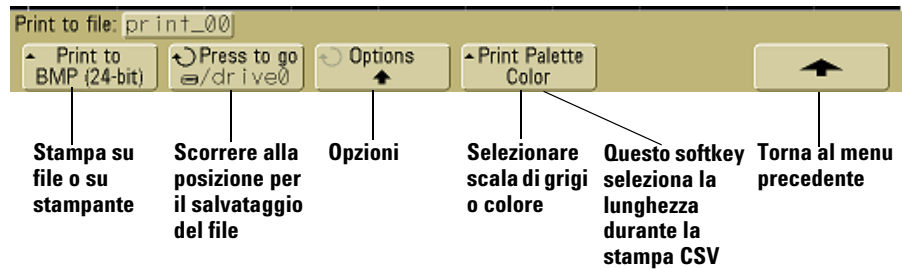 Print to file: print_00
Print to
BMP (24-bit)
Press to go
/drive0
Options
Print Palette
Color
Stampa su
file o su
stampante
Scorrere alla
posizione per
il salvataggio
del file
Opzioni
Selezionare
scala di grigi
o colore
Questo softkey
seleziona la
lunghezza
durante la
stampa CSV
Torna al menu
precedente